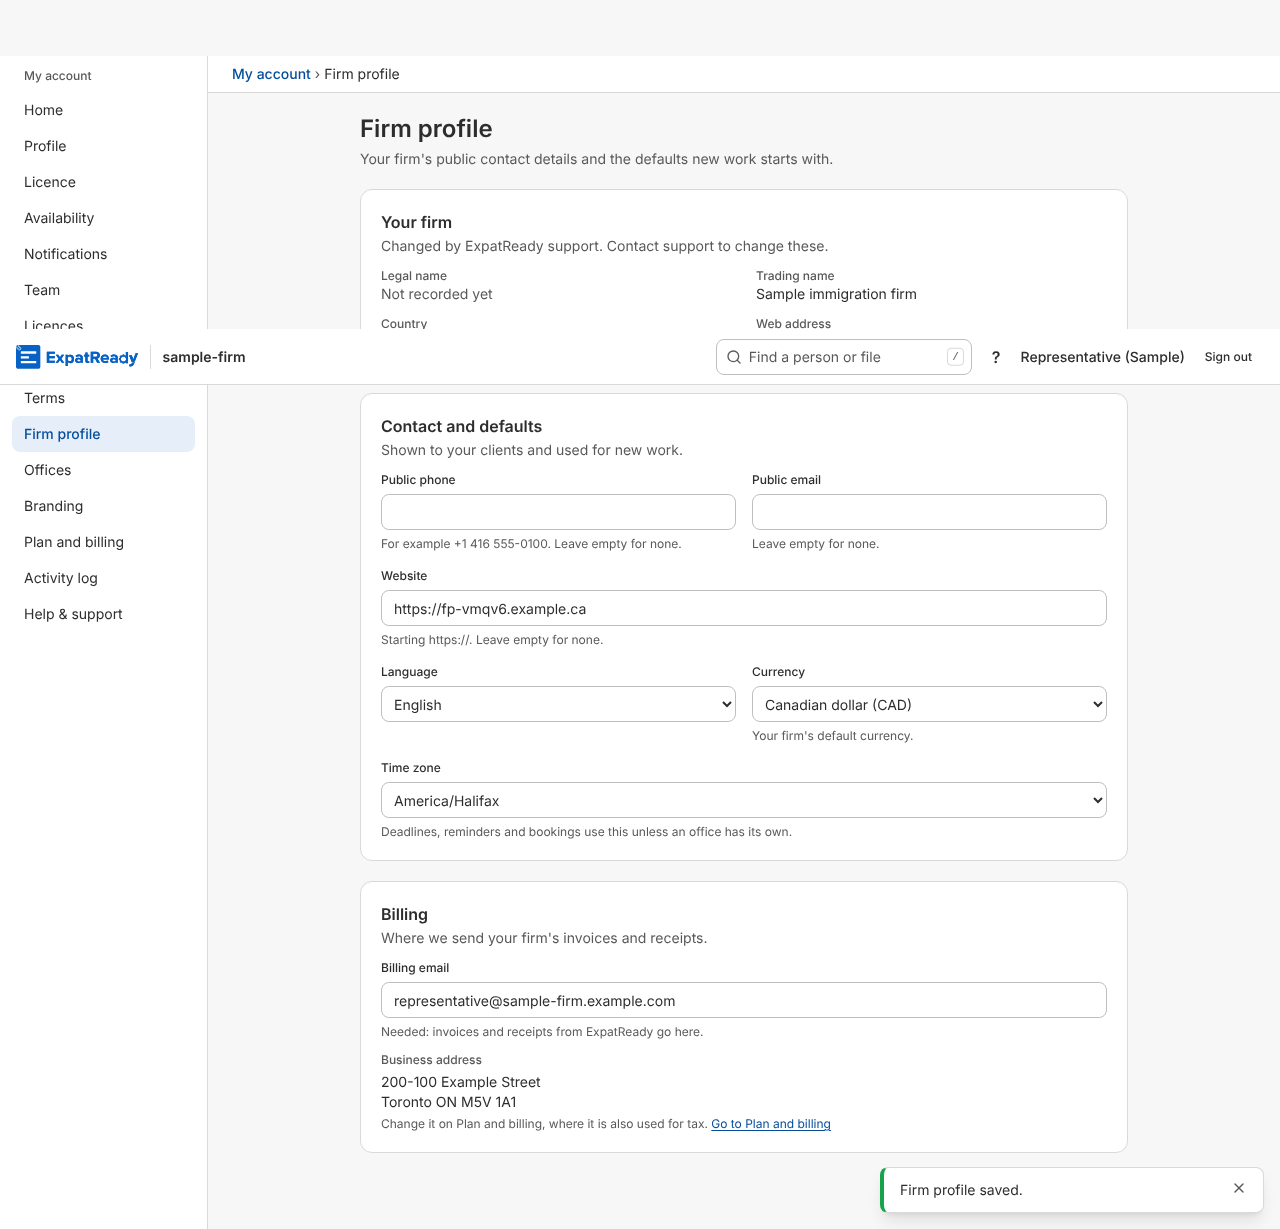 My account
Home
Profile
Licence
Availability
Notifications
Team
Licences
My account › Firm profile
Firm profile
Your firm's public contact details and the defaults new work starts with.
Your firm
Changed by ExpatReady support. Contact support to change these.
Legal name
Not recorded yet
Trading name
Sample immigration firm
Country
Web address
ExpatReady
sample-firm
Find a person or file
/
?
Representative (Sample)
Sign out
Terms
Firm profile
Offices
Branding
Plan and billing
Activity log
Help & support
Contact and defaults
Shown to your clients and used for new work.
Public phone
For example +1 416 555-0100. Leave empty for none.
Public email
Leave empty for none.
Website
https://fp-vmqv6.example.ca
Starting https://. Leave empty for none.
Language
English
Currency
Canadian dollar (CAD)
Your firm's default currency.
Time zone
America/Halifax
Deadlines, reminders and bookings use this unless an office has its own.
Billing
Where we send your firm's invoices and receipts.
Billing email
representative@sample-firm.example.com
Needed: invoices and receipts from ExpatReady go here.
Business address
200-100 Example Street
Toronto ON M5V 1A1
Change it on Plan and billing, where it is also used for tax. Go to Plan and billing
Firm profile saved.